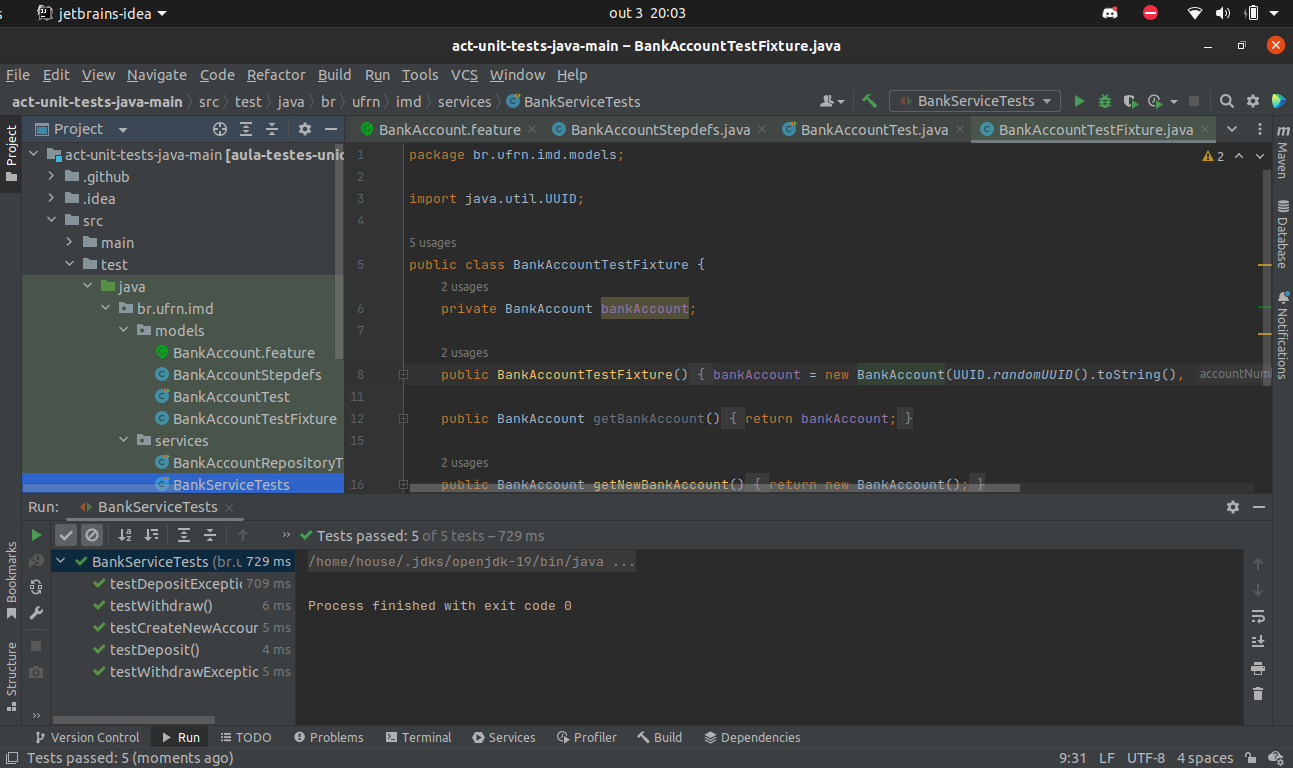 jetbrains-idea
out 3 20:03
act-unit-tests-java-main – BankAccountTestFixture.java
File Edit View Navigate Code Refactor Build Run Tools VCS Window Help
act-unit-tests-java-main src test java br ufrn imd services BankServiceTests
BankServiceTests
Project
BankAccount.feature BankAccountStepdefs.java BankAccountTest.java BankAccountTestFixture.java
act-unit-tests-java-main [aula-testes-unic
.github
.idea
src
main
test
java
br.ufrn.imd
models
BankAccount.feature
BankAccountStepdefs
BankAccountTest
BankAccountTestFixture
services
BankAccountRepositoryT
BankServiceTests
1 package br.ufrn.imd.models;
2
3 import java.util.UUID;
4
5 usages
5 public class BankAccountTestFixture {
2 usages
6 private BankAccount bankAccount;
7
2 usages
8 public BankAccountTestFixture() { bankAccount = new BankAccount(UUID.randomUUID().toString(), accountNum
11
12 public BankAccount getBankAccount() { return bankAccount; }
15
2 usages
16 public BankAccount getNewBankAccount() { return new BankAccount(); }
2
Project
Bookmarks
Structure
Maven
Database
Notifications
Run: BankServiceTests
Tests passed: 5 of 5 tests – 729 ms
BankServiceTests (br.u 729 ms
testDepositExceptic 709 ms
testWithdraw() 6 ms
testCreateNewAccour 5 ms
testDeposit() 4 ms
testWithdrawExceptic 5 ms
/home/house/.jdks/openjdk-19/bin/java ...
Process finished with exit code 0
Version Control Run TODO Problems Terminal Services Profiler Build Dependencies
Tests passed: 5 (moments ago)
9:31 LF UTF-8 4 spaces